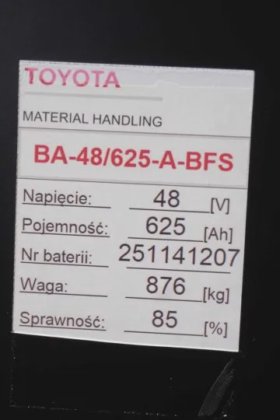 TOYOTA
MATERIAL HANDLING
BA-48/625-A-BFS
Napięcie: 48 [V]
Pojemność: 625 [Ah]
Nr baterii: 251141207
Waga: 876 [kg]
Sprawność: 85 [%]